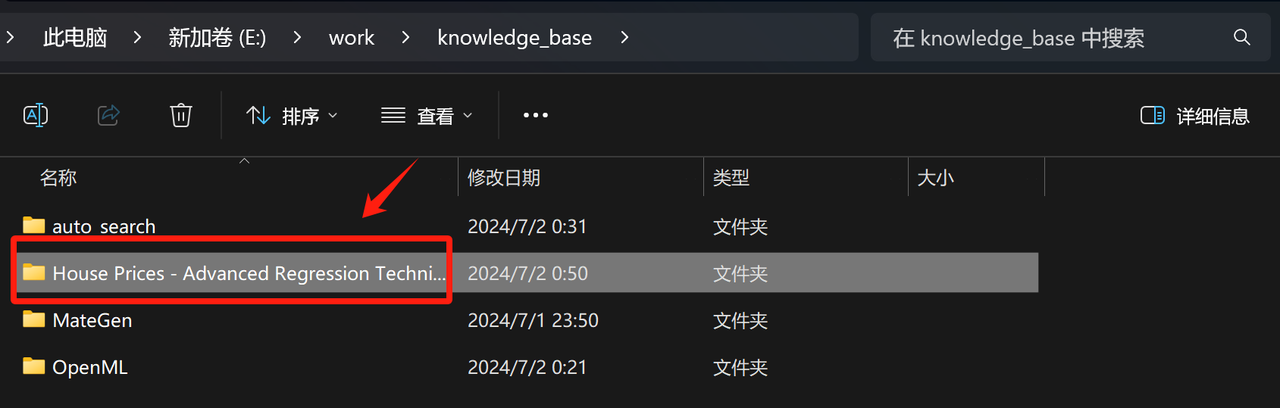 此电脑 新加卷 (E:) work knowledge_base 在 knowledge_base 中搜索
排序 查看 详细信息
名称 修改日期 类型 大小
auto_search 2024/7/2 0:31 文件夹
House Prices - Advanced Regression Techni... 2024/7/2 0:50 文件夹
MateGen 2024/7/1 23:50 文件夹
OpenML 2024/7/2 0:21 文件夹